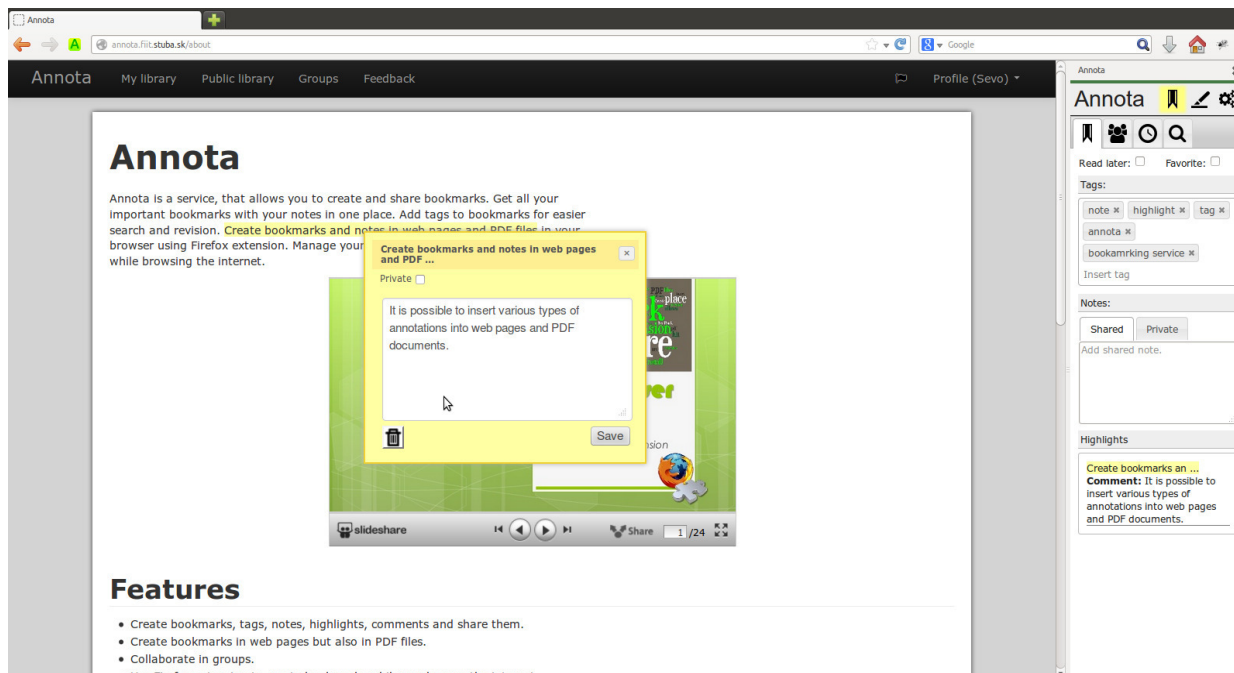 Annota
annota.fiit.stuba.sk/about
Google
Annota My library Public library Groups Feedback Profile (Sevo)
Annota
Annota is a service, that allows you to create and share bookmarks. Get all your
important bookmarks with your notes in one place. Add tags to bookmarks for easier
search and revision. Create bookmarks and notes in web pages and PDF files in your
browser using Firefox extension. Manage your
while browsing the internet.
Create bookmarks and notes in web pages
and PDF ...
Private
It is possible to insert various types of
annotations into web pages and PDF
documents.
Save
place
slideshare
Share 1 /24
Features
Create bookmarks, tags, notes, highlights, comments and share them.
Create bookmarks in web pages but also in PDF files.
Collaborate in groups.
Annota
Annota
Read later: Favorite:
Tags:
note highlight tag
annota
bookamrking service
Insert tag
Notes:
Shared Private
Add shared note.
Highlights
Create bookmarks an ...
Comment: It is possible to
insert various types of
annotations into web pages
and PDF documents.